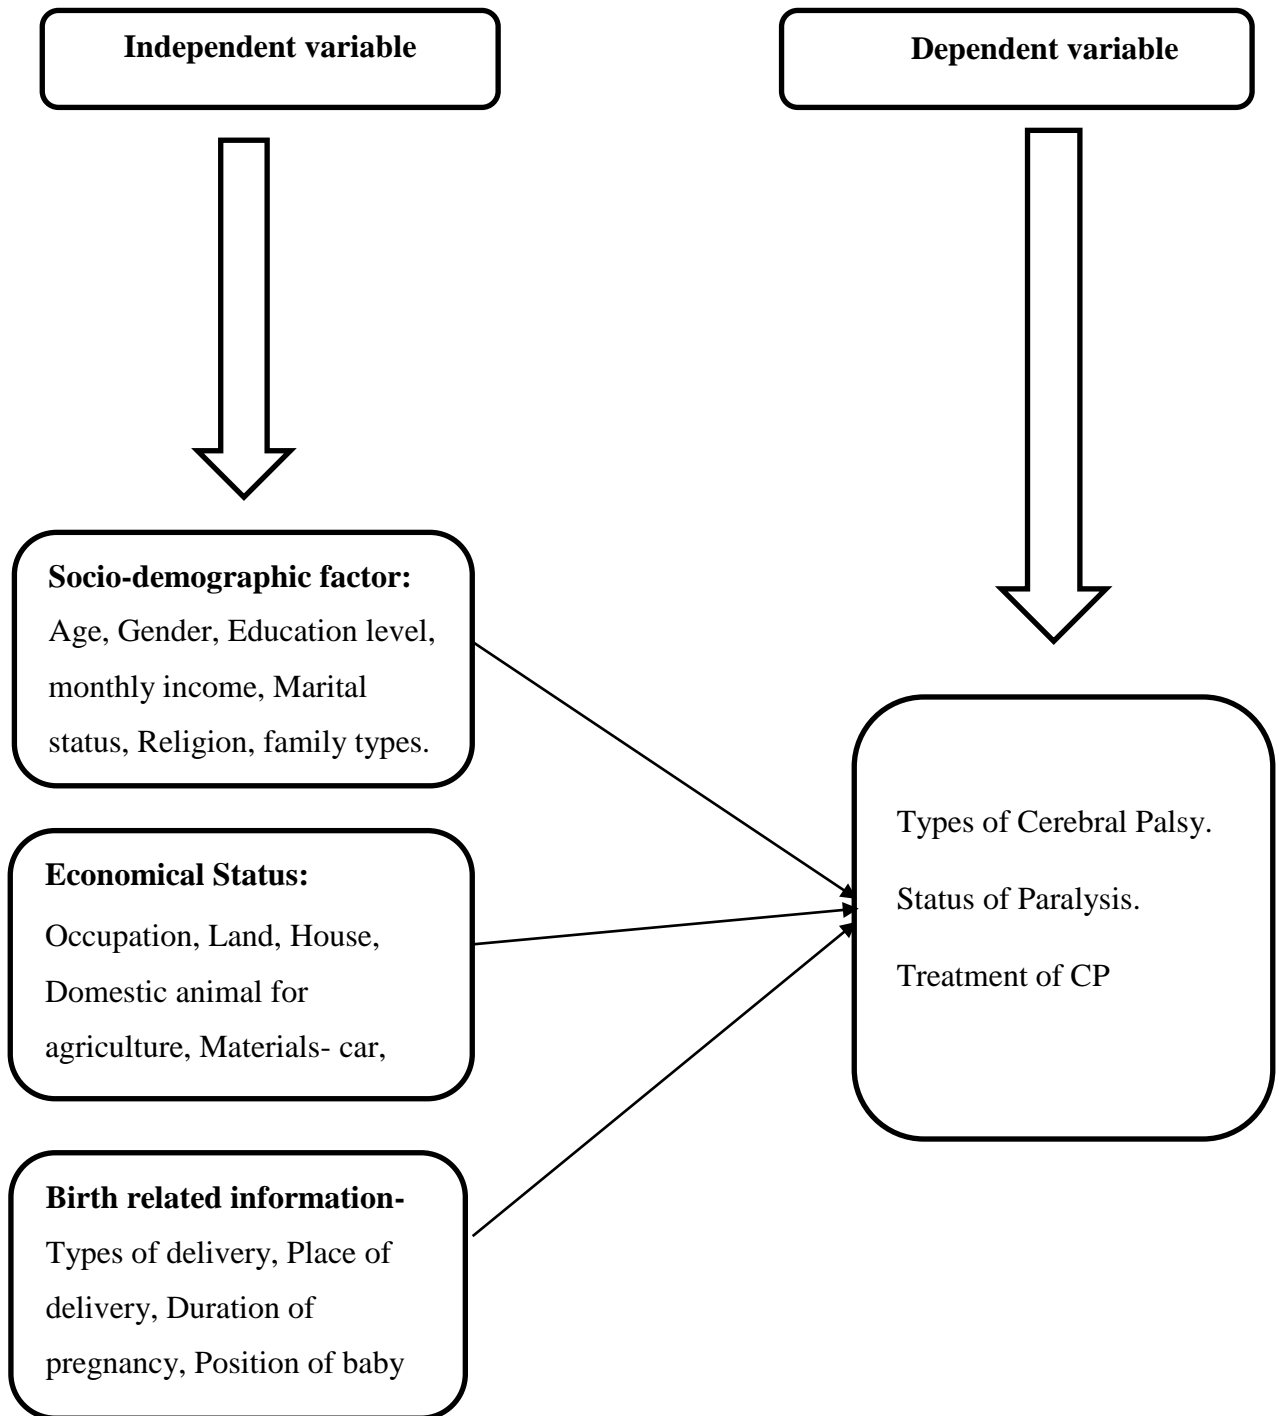 Independent variable
Dependent variable
Socio-demographic factor:
Age, Gender, Education level,
monthly income, Marital
status, Religion, family types.
Economical Status:
Occupation, Land, House,
Domestic animal for
agriculture, Materials- car,
Birth related information-
Types of delivery, Place of
delivery, Duration of
pregnancy, Position of baby
Types of Cerebral Palsy.
Status of Paralysis.
Treatment of CP